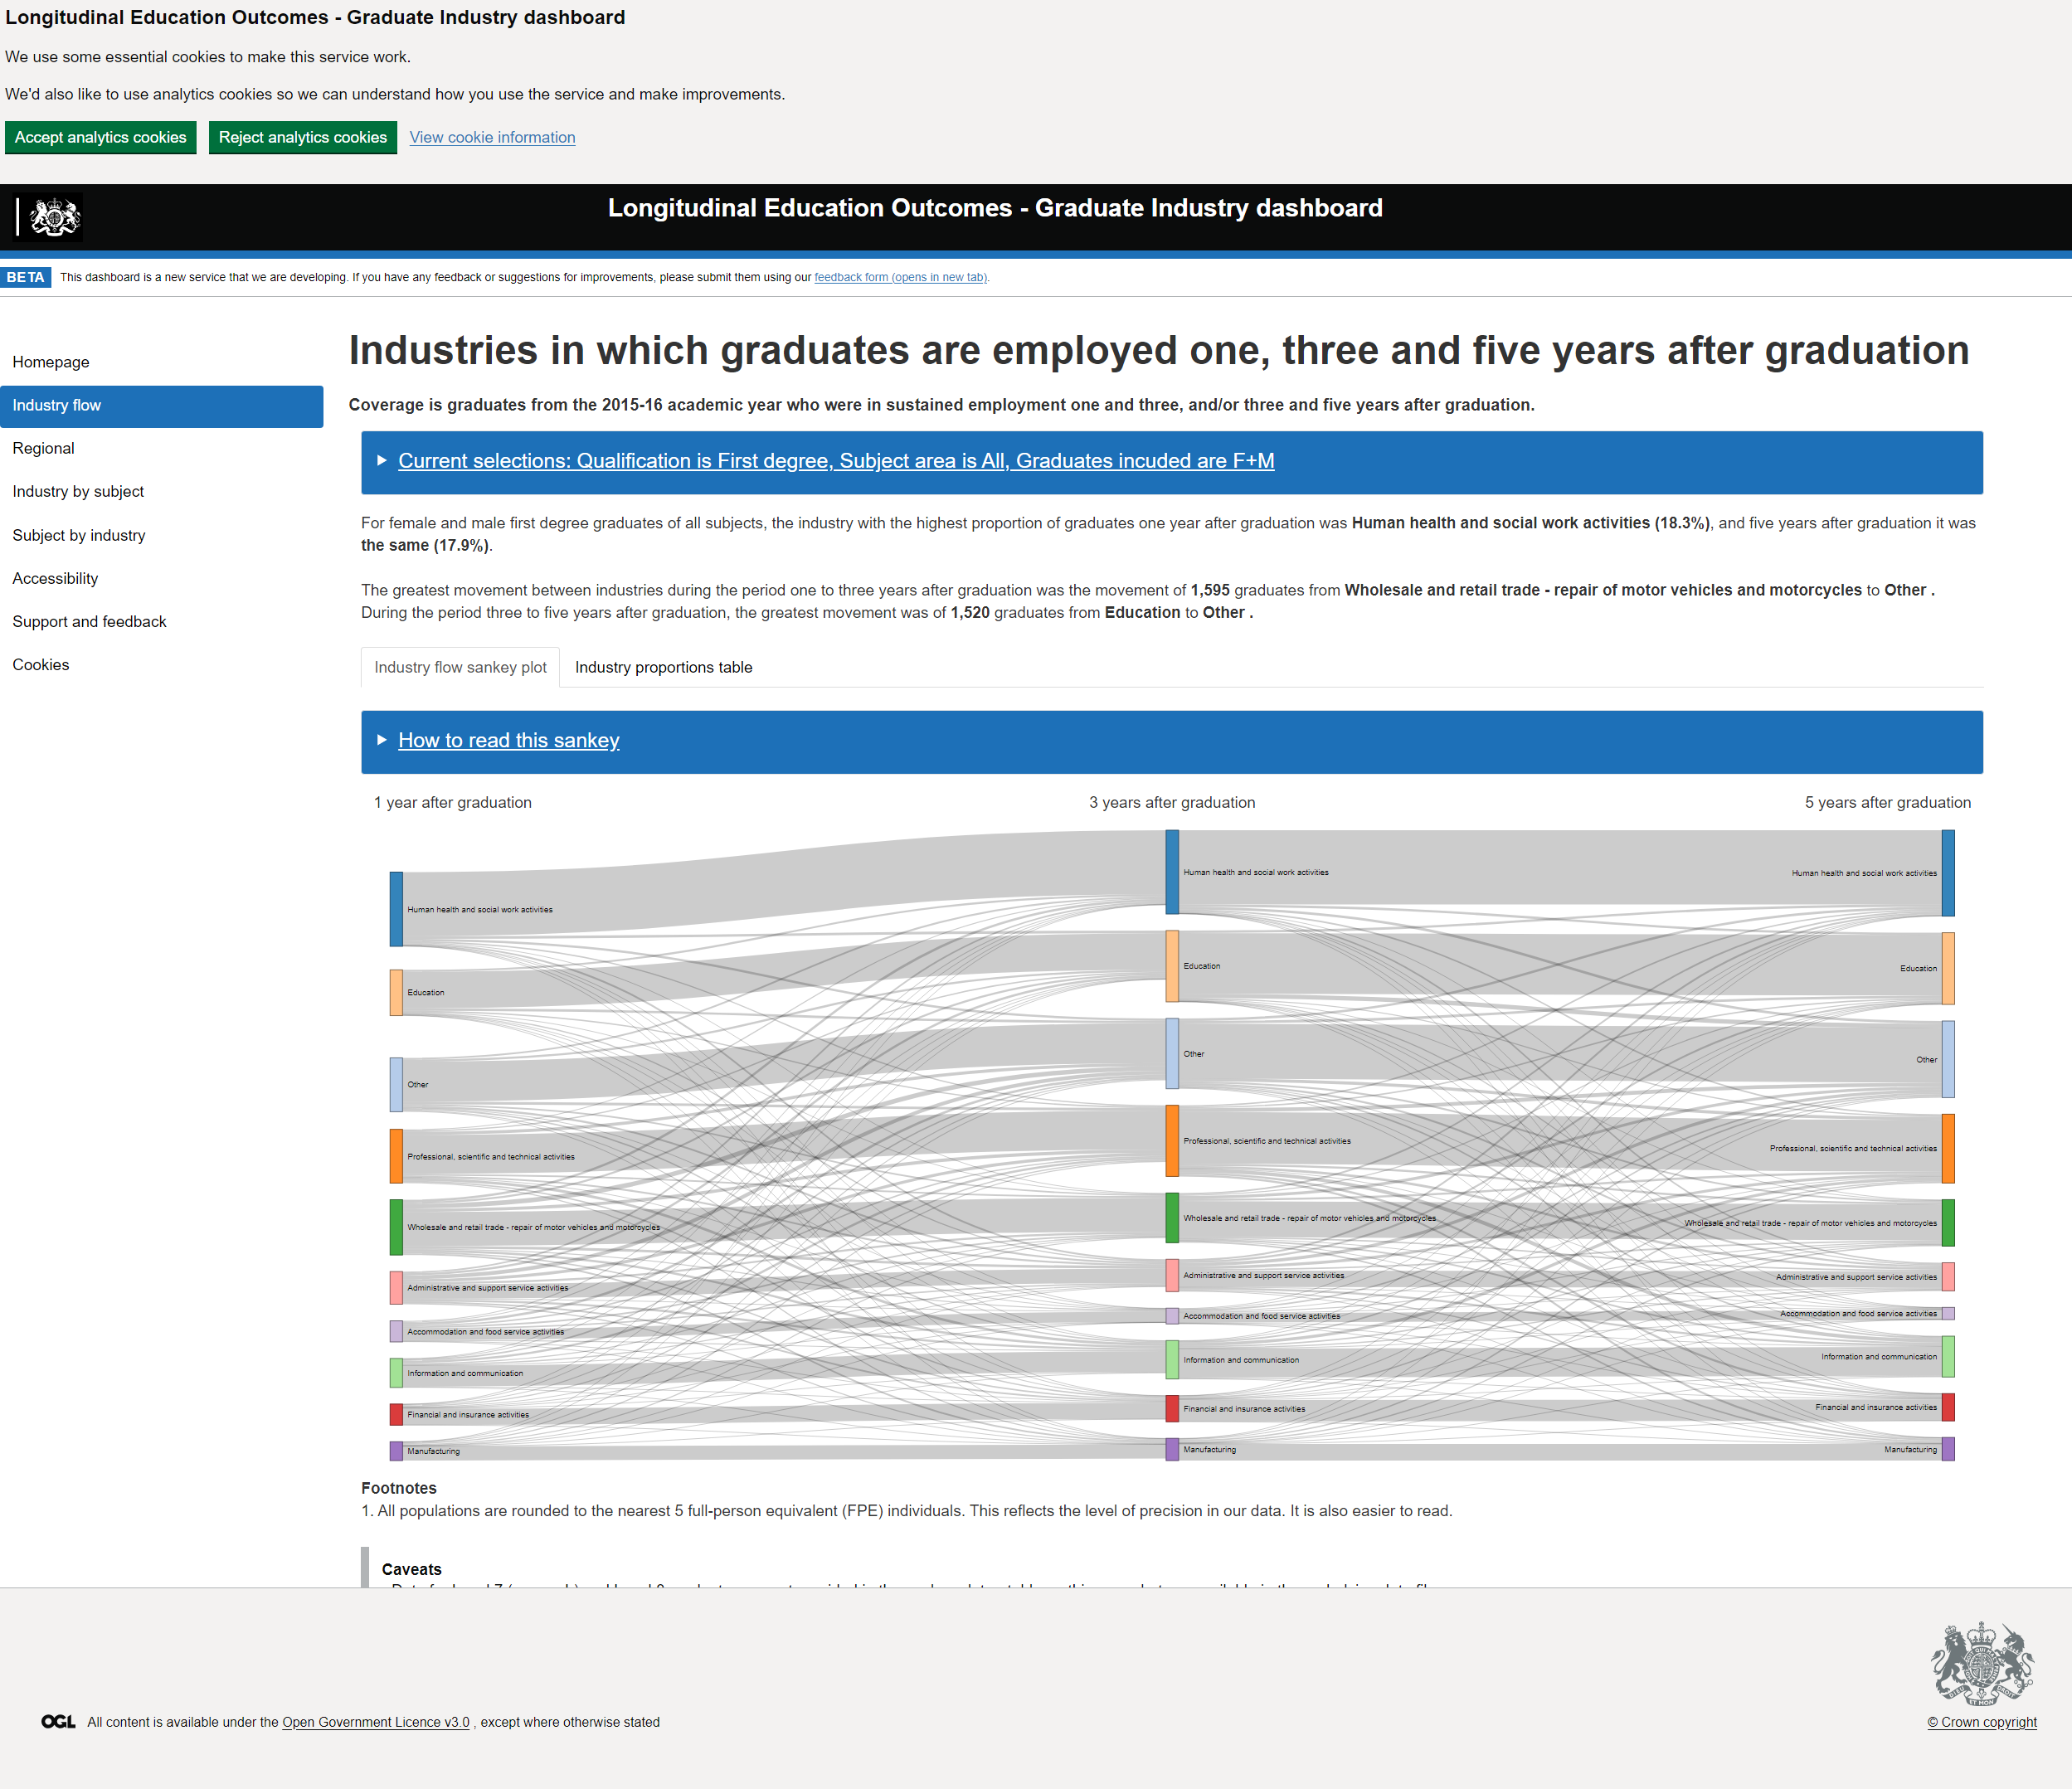 Longitudinal Education Outcomes - Graduate Industry dashboard
We use some essential cookies to make this service work.
We'd also like to use analytics cookies so we can understand how you use the service and make improvements.
Accept analytics cookies
Reject analytics cookies
View cookie information
Longitudinal Education Outcomes - Graduate Industry dashboard
BETA
This dashboard is a new service that we are developing. If you have any feedback or suggestions for improvements, please submit them using our feedback form (opens in new tab).
Homepage
Industry flow
Regional
Industry by subject
Subject by industry
Accessibility
Support and feedback
Cookies
Industries in which graduates are employed one, three and five years after graduation
Coverage is graduates from the 2015-16 academic year who were in sustained employment one and three, and/or three and five years after graduation.
Current selections: Qualification is First degree, Subject area is All, Graduates incuded are F+M
For female and male first degree graduates of all subjects, the industry with the highest proportion of graduates one year after graduation was Human health and social work activities (18.3%), and five years after graduation it was
the same (17.9%).
The greatest movement between industries during the period one to three years after graduation was the movement of 1,595 graduates from Wholesale and retail trade - repair of motor vehicles and motorcycles to Other .
During the period three to five years after graduation, the greatest movement was of 1,520 graduates from Education to Other .
Industry flow sankey plot
Industry proportions table
How to read this sankey
1 year after graduation
3 years after graduation
5 years after graduation
Human health and social work activities
Education
Other
Professional, scientific and technical activities
Wholesale and retail trade - repair of motor vehicles and motorcycles
Administrative and support service activities
Accommodation and food service activities
Information and communication
Financial and insurance activities
Manufacturing
Human health and social work activities
Education
Other
Professional, scientific and technical activities
Wholesale and retail trade - repair of motor vehicles and motorcycles
Administrative and support service activities
Accommodation and food service activities
Information and communication
Financial and insurance activities
Manufacturing
Human health and social work activities
Education
Other
Professional, scientific and technical activities
Wholesale and retail trade - repair of motor vehicles and motorcycles
Administrative and support service activities
Accommodation and food service activities
Information and communication
Financial and insurance activities
Manufacturing
Footnotes
1. All populations are rounded to the nearest 5 full-person equivalent (FPE) individuals. This reflects the level of precision in our data. It is also easier to read.
Caveats
OGL
All content is available under the Open Government Licence v3.0 , except where otherwise stated
© Crown copyright